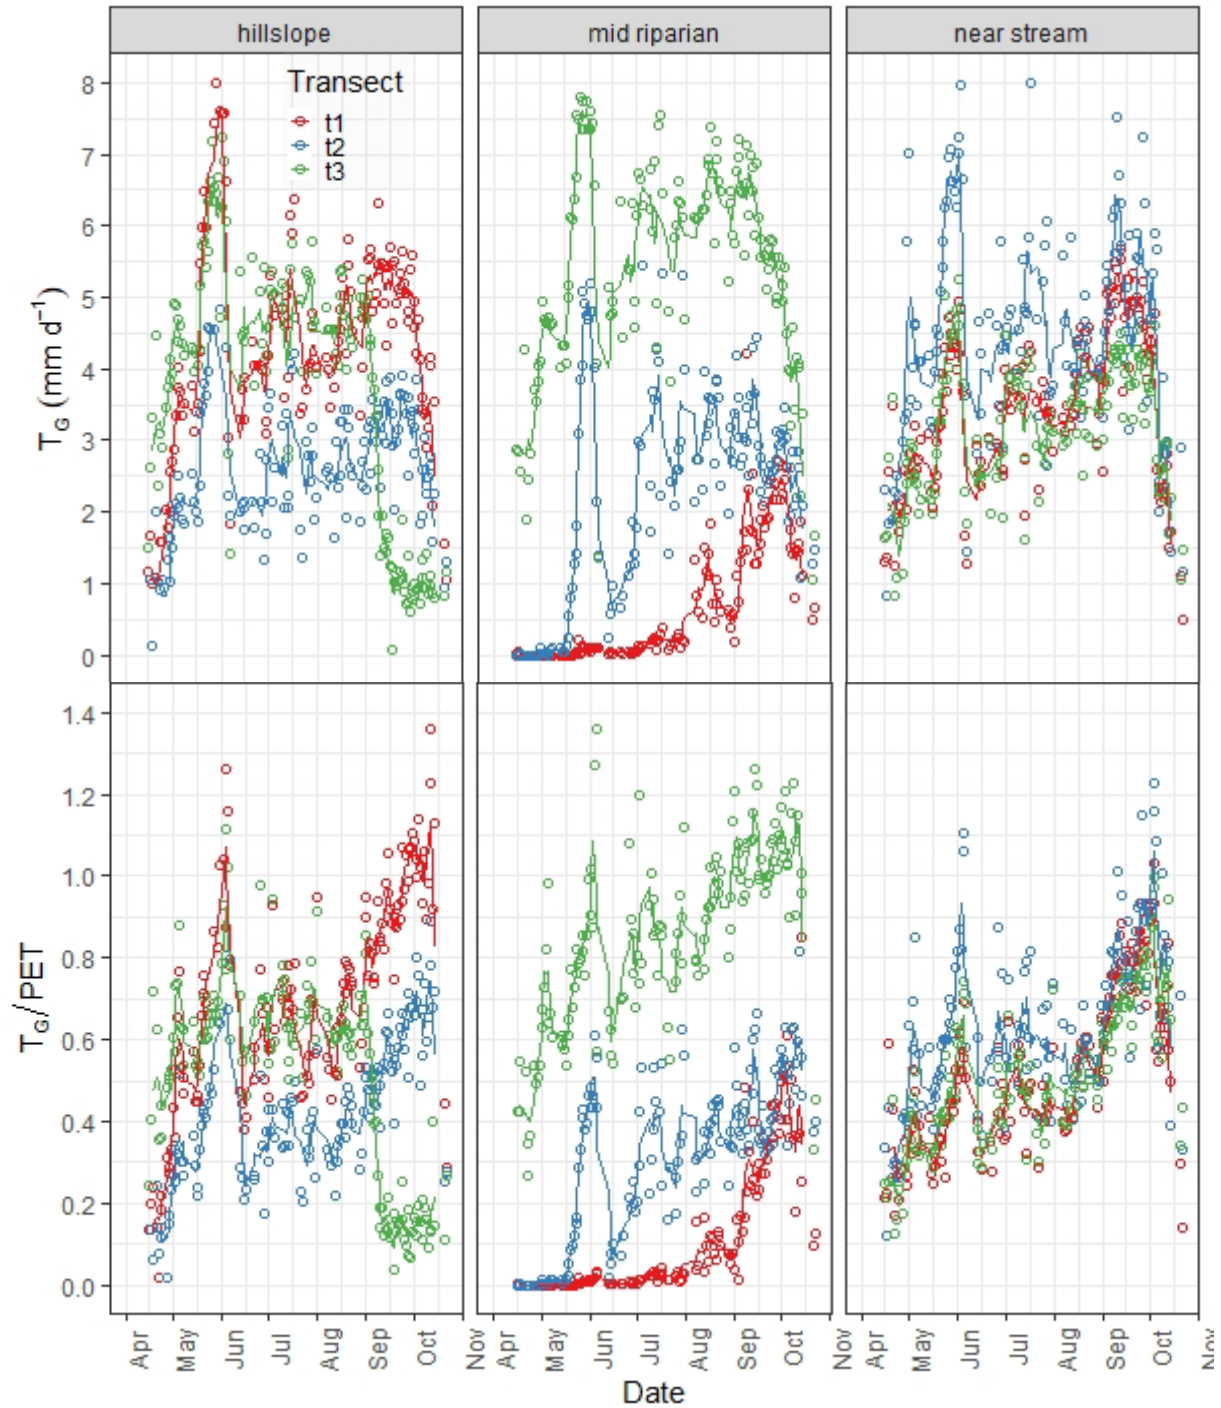 hillslope
mid riparian
near stream
Transect
t1
t2
t3
T_G (mm d⁻¹)
8
7
6
5
4
3
2
1
0
T_G/PET
1.4
1.2
1.0
0.8
0.6
0.4
0.2
0.0
Apr May Jun Jul Aug Sep Oct Nov
Apr May Jun Jul Aug Sep Oct Nov
Apr May Jun Jul Aug Sep Oct Nov
Date